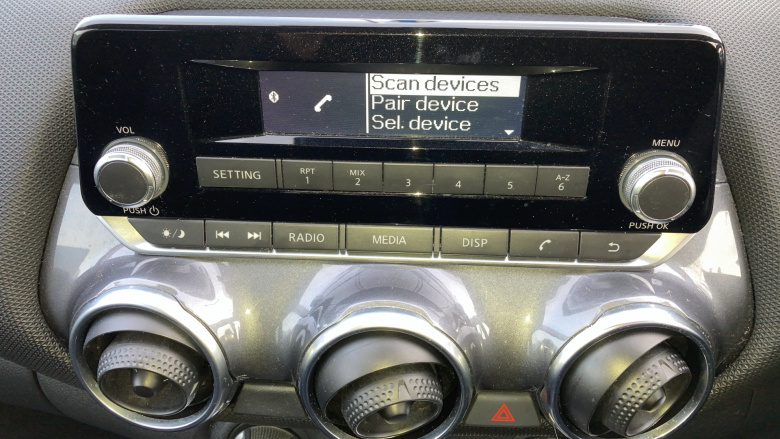 Scan devices
Pair device
Sel. device
VOL
MENU
SETTING
RPT
1
MIX
2
3
4
5
A-Z
6
PUSH
PUSH OK
RADIO
MEDIA
DISP